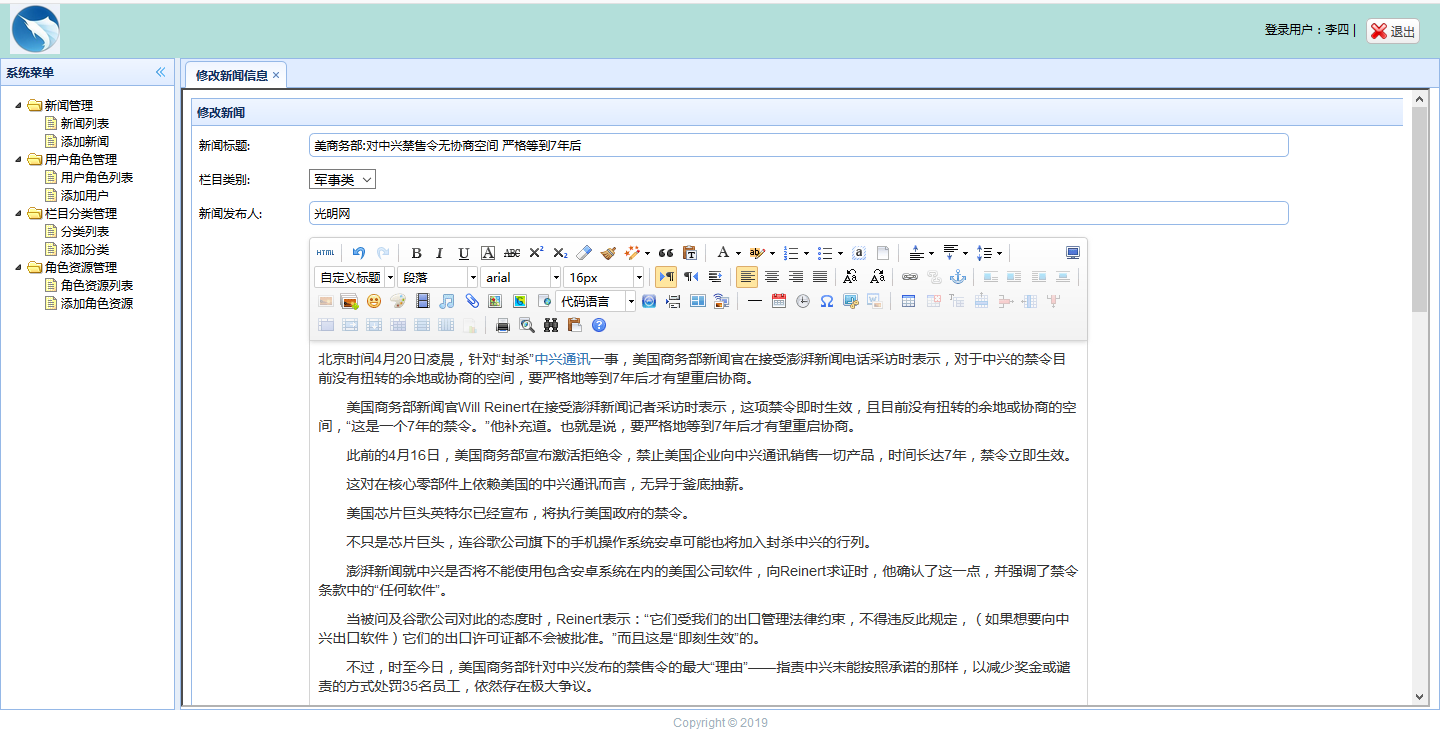 登录用户：李四 | 退出
系统菜单
修改新闻信息
新闻管理
新闻列表
添加新闻
用户角色管理
用户角色列表
添加用户
栏目分类管理
分类列表
添加分类
角色资源管理
角色资源列表
添加角色资源
修改新闻
新闻标题: 美商务部:对中兴禁售令无协商空间 严格等到7年后
栏目类别: 军事类
新闻发布人: 光明网
HTML B I U A ABC X² X₂ A ab
自定义标题 段落 arial 16px
代码语言
北京时间4月20日凌晨，针对“封杀”中兴通讯一事，美国商务部新闻官在接受澎湃新闻电话采访时表示，对于中兴的禁令目
前没有扭转的余地或协商的空间，要严格地等到7年后才有望重启协商。
美国商务部新闻官Will Reinert在接受澎湃新闻记者采访时表示，这项禁令即时生效，且目前没有扭转的余地或协商的空
间，“这是一个7年的禁令。”他补充道。也就是说，要严格地等到7年后才有望重启协商。
此前的4月16日，美国商务部宣布激活拒绝令，禁止美国企业向中兴通讯销售一切产品，时间长达7年，禁令立即生效。
这对在核心零部件上依赖美国的中兴通讯而言，无异于釜底抽薪。
美国芯片巨头英特尔已经宣布，将执行美国政府的禁令。
不只是芯片巨头，连谷歌公司旗下的手机操作系统安卓可能也将加入封杀中兴的行列。
澎湃新闻就中兴是否将不能使用包含安卓系统在内的美国公司软件，向Reinert求证时，他确认了这一点，并强调了禁令
条款中的“任何软件”。
当被问及谷歌公司对此的态度时，Reinert表示：“它们受我们的出口管理法律约束，不得违反此规定，（如果想要向中
兴出口软件）它们的出口许可证都不会被批准。”而且这是“即刻生效”的。
不过，时至今日，美国商务部针对中兴发布的禁售令的最大“理由”——指责中兴未能按照承诺的那样，以减少奖金或谴
责的方式处罚35名员工，依然存在极大争议。
Copyright © 2019